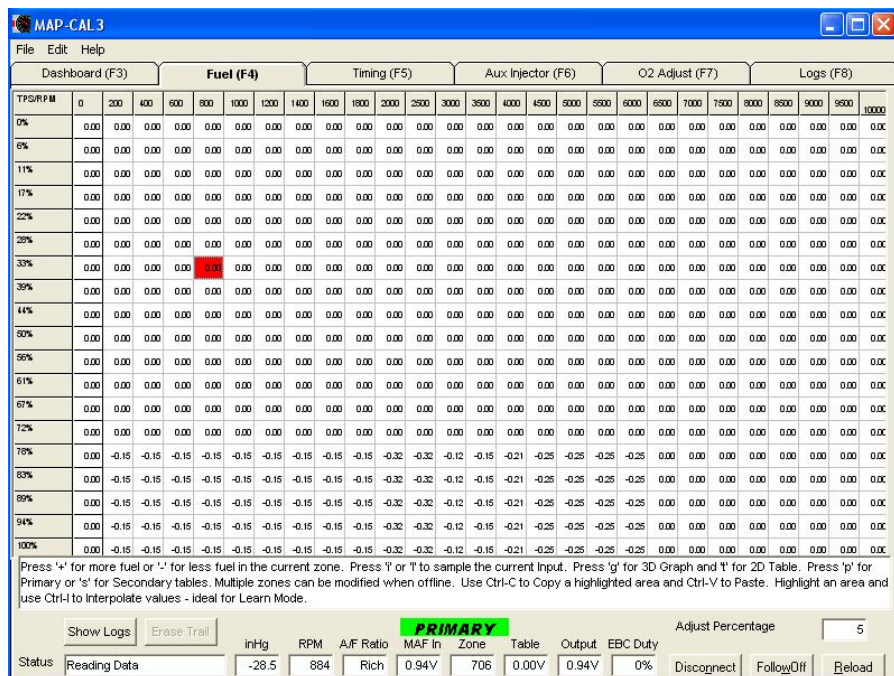 MAP-CAL3
File Edit Help
Dashboard (F3) Fuel (F4) Timing (F5) Aux Injector (F6) O2 Adjust (F7) Logs (F8)
TPS/RPM 0 200 400 600 800 1000 1200 1400 1600 1800 2000 2500 3000 3500 4000 4500 5000 5500 6000 6500 7000 7500 8000 8500 9000 9500 10000
0% 0.00 0.00 0.00 0.00 0.00 0.00 0.00 0.00 0.00 0.00 0.00 0.00 0.00 0.00 0.00 0.00 0.00 0.00 0.00 0.00 0.00 0.00 0.00 0.00 0.00 0.00 0.00
6% 0.00 0.00 0.00 0.00 0.00 0.00 0.00 0.00 0.00 0.00 0.00 0.00 0.00 0.00 0.00 0.00 0.00 0.00 0.00 0.00 0.00 0.00 0.00 0.00 0.00 0.00 0.00
11% 0.00 0.00 0.00 0.00 0.00 0.00 0.00 0.00 0.00 0.00 0.00 0.00 0.00 0.00 0.00 0.00 0.00 0.00 0.00 0.00 0.00 0.00 0.00 0.00 0.00 0.00 0.00
17% 0.00 0.00 0.00 0.00 0.00 0.00 0.00 0.00 0.00 0.00 0.00 0.00 0.00 0.00 0.00 0.00 0.00 0.00 0.00 0.00 0.00 0.00 0.00 0.00 0.00 0.00 0.00
22% 0.00 0.00 0.00 0.00 0.00 0.00 0.00 0.00 0.00 0.00 0.00 0.00 0.00 0.00 0.00 0.00 0.00 0.00 0.00 0.00 0.00 0.00 0.00 0.00 0.00 0.00 0.00
28% 0.00 0.00 0.00 0.00 0.00 0.00 0.00 0.00 0.00 0.00 0.00 0.00 0.00 0.00 0.00 0.00 0.00 0.00 0.00 0.00 0.00 0.00 0.00 0.00 0.00 0.00 0.00
33% 0.00 0.00 0.00 0.00 0.00 0.00 0.00 0.00 0.00 0.00 0.00 0.00 0.00 0.00 0.00 0.00 0.00 0.00 0.00 0.00 0.00 0.00 0.00 0.00 0.00 0.00 0.00
39% 0.00 0.00 0.00 0.00 0.00 0.00 0.00 0.00 0.00 0.00 0.00 0.00 0.00 0.00 0.00 0.00 0.00 0.00 0.00 0.00 0.00 0.00 0.00 0.00 0.00 0.00 0.00
44% 0.00 0.00 0.00 0.00 0.00 0.00 0.00 0.00 0.00 0.00 0.00 0.00 0.00 0.00 0.00 0.00 0.00 0.00 0.00 0.00 0.00 0.00 0.00 0.00 0.00 0.00 0.00
50% 0.00 0.00 0.00 0.00 0.00 0.00 0.00 0.00 0.00 0.00 0.00 0.00 0.00 0.00 0.00 0.00 0.00 0.00 0.00 0.00 0.00 0.00 0.00 0.00 0.00 0.00 0.00
56% 0.00 0.00 0.00 0.00 0.00 0.00 0.00 0.00 0.00 0.00 0.00 0.00 0.00 0.00 0.00 0.00 0.00 0.00 0.00 0.00 0.00 0.00 0.00 0.00 0.00 0.00 0.00
61% 0.00 0.00 0.00 0.00 0.00 0.00 0.00 0.00 0.00 0.00 0.00 0.00 0.00 0.00 0.00 0.00 0.00 0.00 0.00 0.00 0.00 0.00 0.00 0.00 0.00 0.00 0.00
67% 0.00 0.00 0.00 0.00 0.00 0.00 0.00 0.00 0.00 0.00 0.00 0.00 0.00 0.00 0.00 0.00 0.00 0.00 0.00 0.00 0.00 0.00 0.00 0.00 0.00 0.00 0.00
72% 0.00 0.00 0.00 0.00 0.00 0.00 0.00 0.00 0.00 0.00 0.00 0.00 0.00 0.00 0.00 0.00 0.00 0.00 0.00 0.00 0.00 0.00 0.00 0.00 0.00 0.00 0.00
78% 0.00 -0.15 -0.15 -0.15 -0.15 -0.15 -0.15 -0.15 -0.15 -0.15 -0.32 -0.32 -0.12 -0.15 -0.21 -0.25 -0.25 -0.25 -0.25 0.00 0.00 0.00 0.00 0.00 0.00 0.00 0.00
83% 0.00 -0.15 -0.15 -0.15 -0.15 -0.15 -0.15 -0.15 -0.15 -0.15 -0.32 -0.32 -0.12 -0.15 -0.21 -0.25 -0.25 -0.25 -0.25 0.00 0.00 0.00 0.00 0.00 0.00 0.00 0.00
89% 0.00 -0.15 -0.15 -0.15 -0.15 -0.15 -0.15 -0.15 -0.15 -0.15 -0.32 -0.32 -0.12 -0.15 -0.21 -0.25 -0.25 -0.25 -0.25 0.00 0.00 0.00 0.00 0.00 0.00 0.00 0.00
94% 0.00 -0.15 -0.15 -0.15 -0.15 -0.15 -0.15 -0.15 -0.15 -0.15 -0.32 -0.32 -0.12 -0.15 -0.21 -0.25 -0.25 -0.25 -0.25 0.00 0.00 0.00 0.00 0.00 0.00 0.00 0.00
100% 0.00 -0.15 -0.15 -0.15 -0.15 -0.15 -0.15 -0.15 -0.15 -0.15 -0.32 -0.32 -0.12 -0.15 -0.21 -0.25 -0.25 -0.25 -0.25 0.00 0.00 0.00 0.00 0.00 0.00 0.00 0.00
Press '+' for more fuel or '-' for less fuel in the current zone. Press 'i' or 'I' to sample the current Input. Press 'g' for 3D Graph and 't' for 2D Table. Press 'p' for
Primary or 's' for Secondary tables. Multiple zones can be modified when offline. Use Ctrl-C to Copy a highlighted area and Ctrl-V to Paste. Highlight an area and
use Ctrl-I to Interpolate values - ideal for Learn Mode.
Show Logs Erase Trail PRIMARY Adjust Percentage 5
inHg RPM A/F Ratio MAF In Zone Table Output EBC Duty
Status Reading Data -28.5 884 Rich 0.94V 706 0.00V 0.94V 0% Disconnect FollowOff Reload